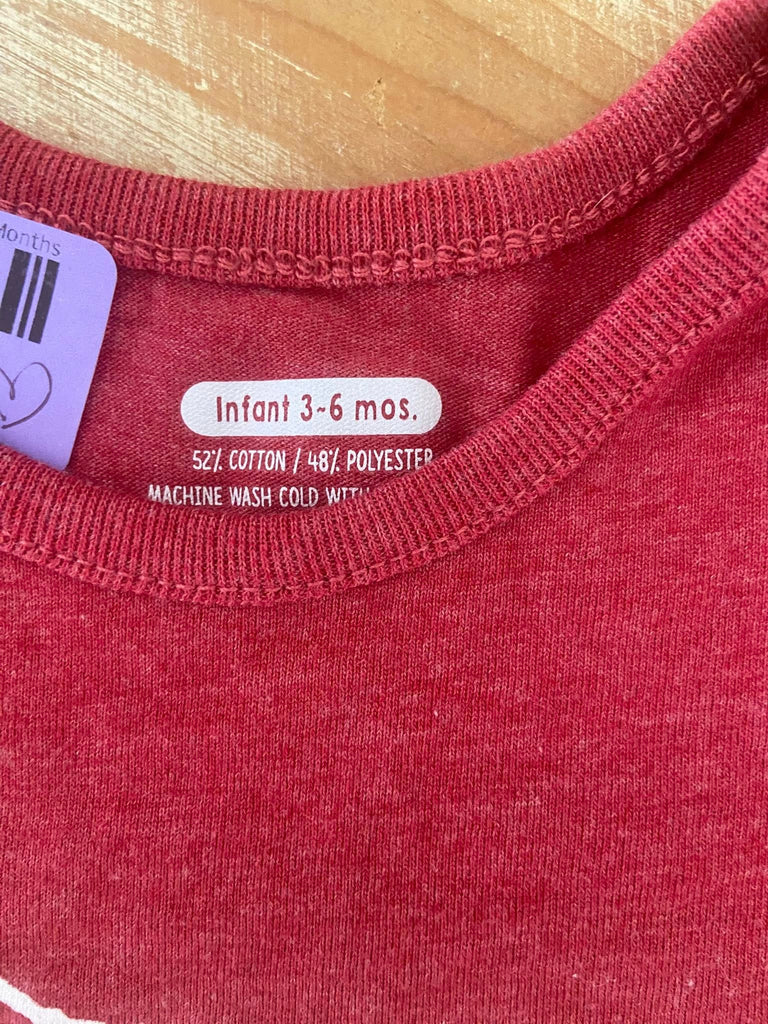 Months
Infant 3~6 mos.
52% COTTON / 48% POLYESTER
MACHINE WASH COLD WITH